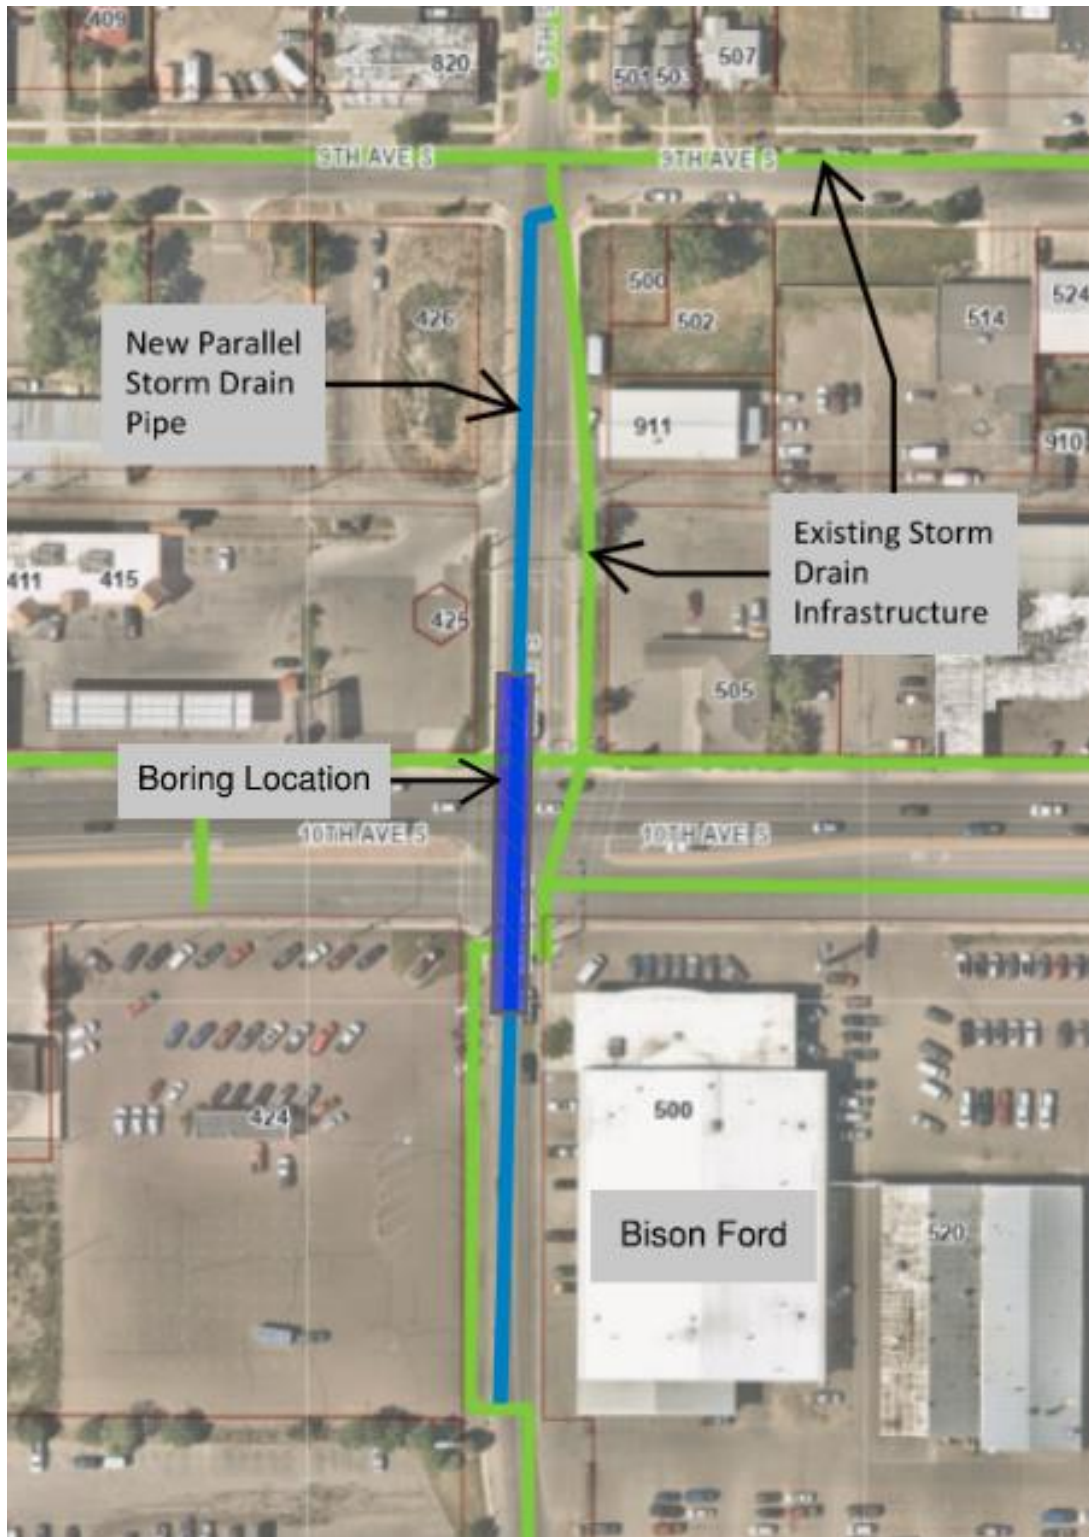 409
820
5TH
501
503
507
9TH AVE S
9TH AVE S
500
502
426
514
524
New Parallel
Storm Drain
Pipe
911
910
Existing Storm
Drain
Infrastructure
411
415
425
505
Boring Location
10TH AVE S
10TH AVE S
424
500
Bison Ford
520